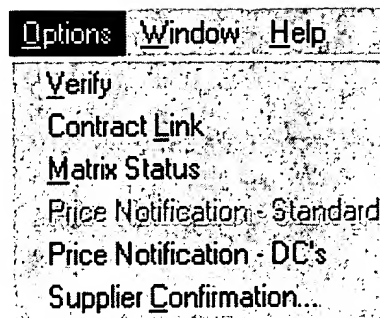 Options Window Help
Verify
Contract Link
Matrix Status
Price Notification - Standard
Price Notification - DC's
Supplier Confirmation...